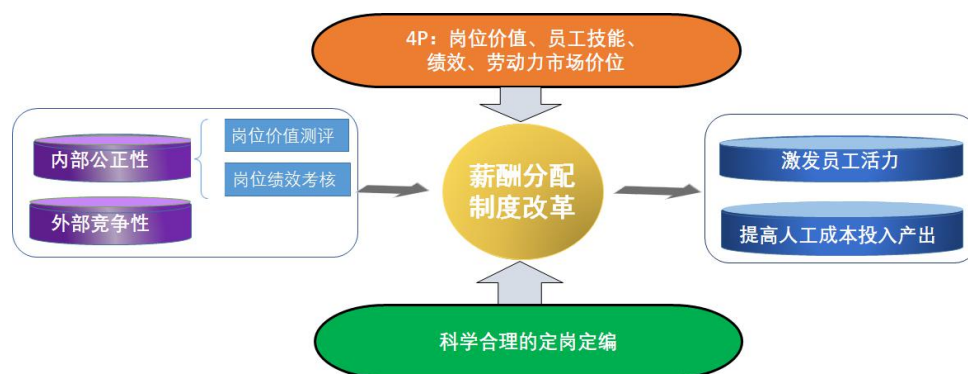 4P：岗位价值、员工技能、
绩效、劳动力市场价位
内部公正性
岗位价值测评
岗位绩效考核
外部竞争性
薪酬分配
制度改革
激发员工活力
提高人工成本投入产出
科学合理的定岗定编